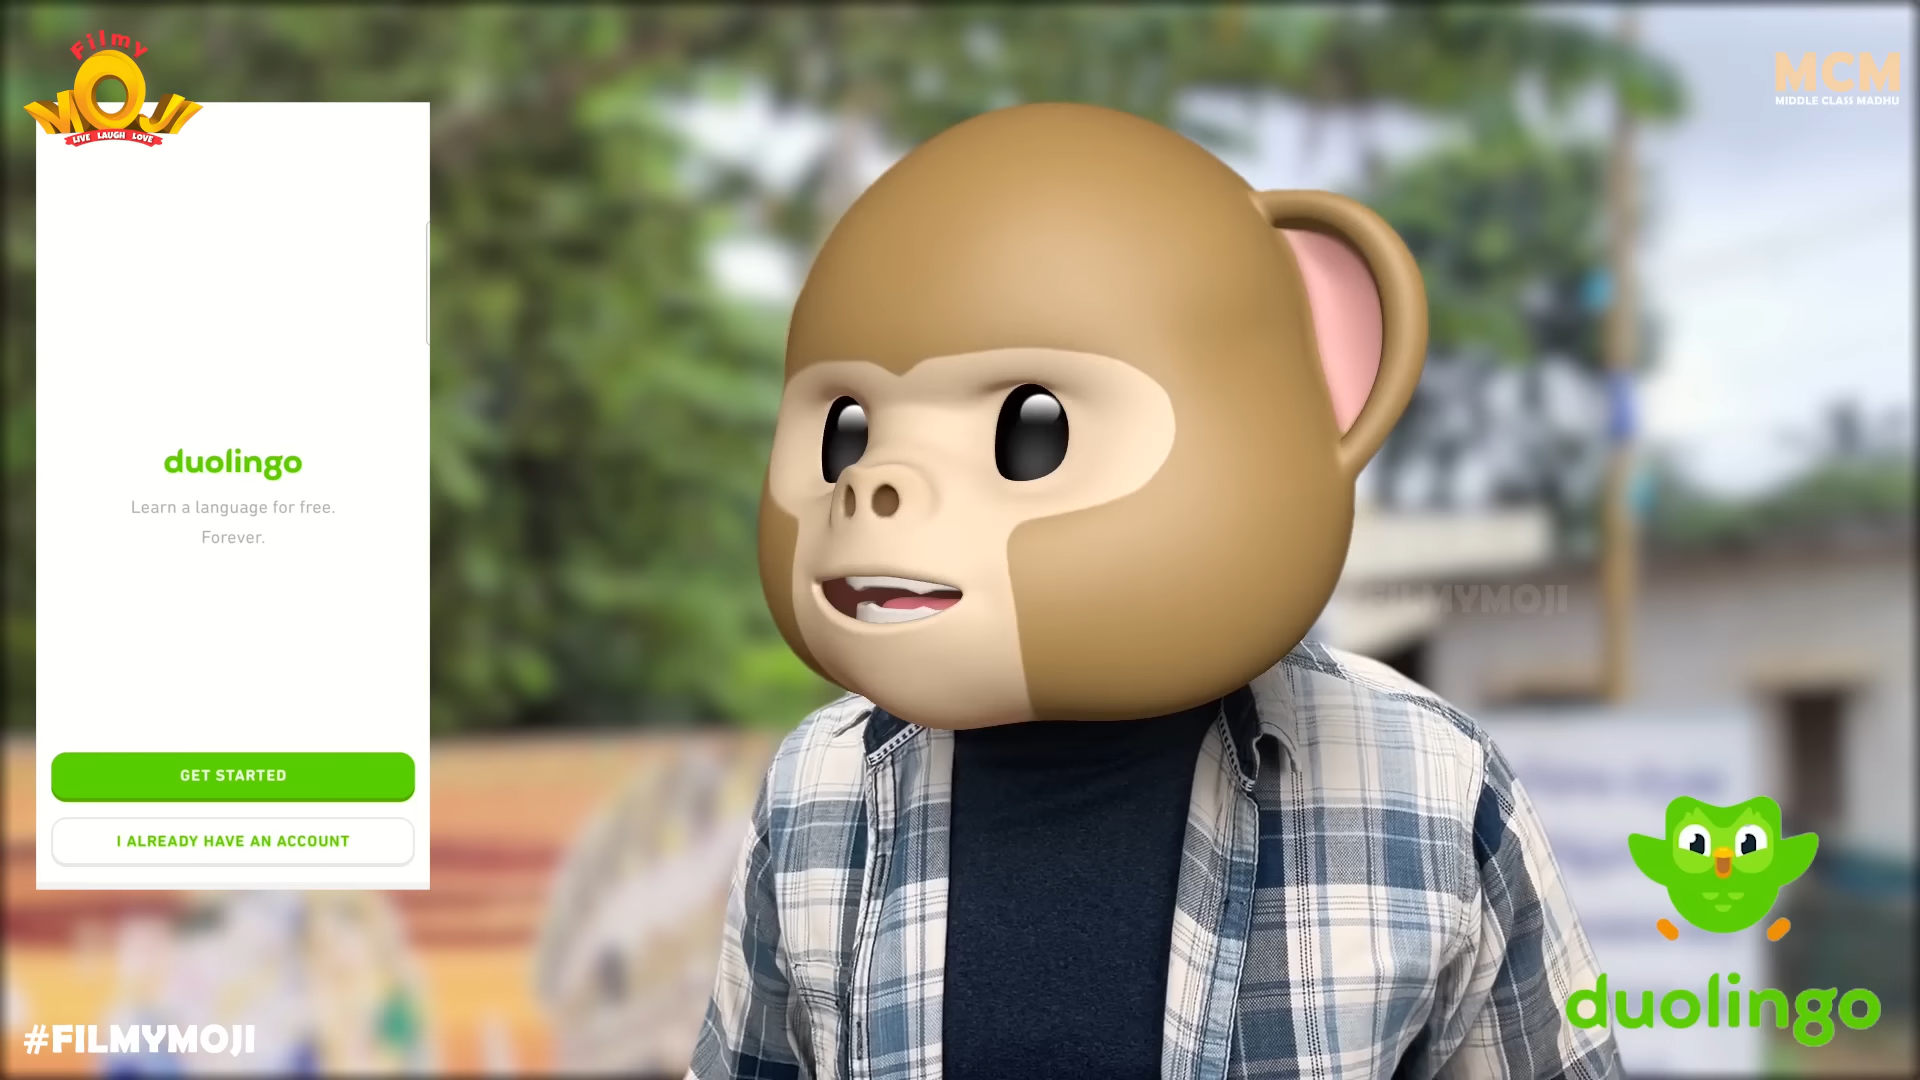 Filmy
MOJI
LIVE LAUGH LOVE
MCM
MIDDLE CLASS MADHU
duolingo
Learn a language for free.
Forever.
GET STARTED
I ALREADY HAVE AN ACCOUNT
FILMYMOJI
duolingo
#FILMYMOJI